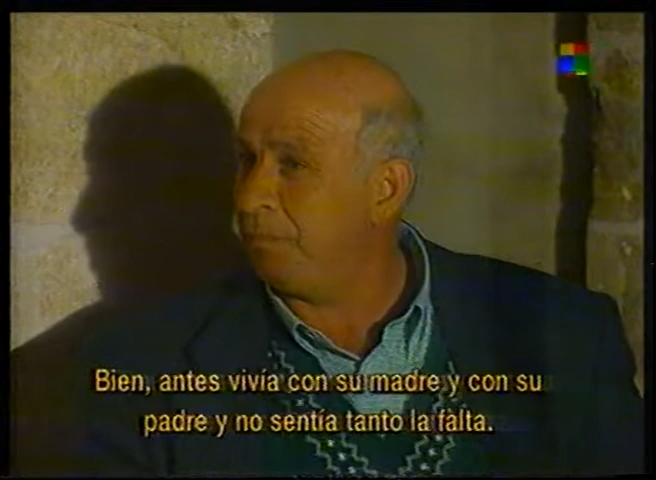 Bien, antes vivía con su madre y con su
padre y no sentía tanto la falta.